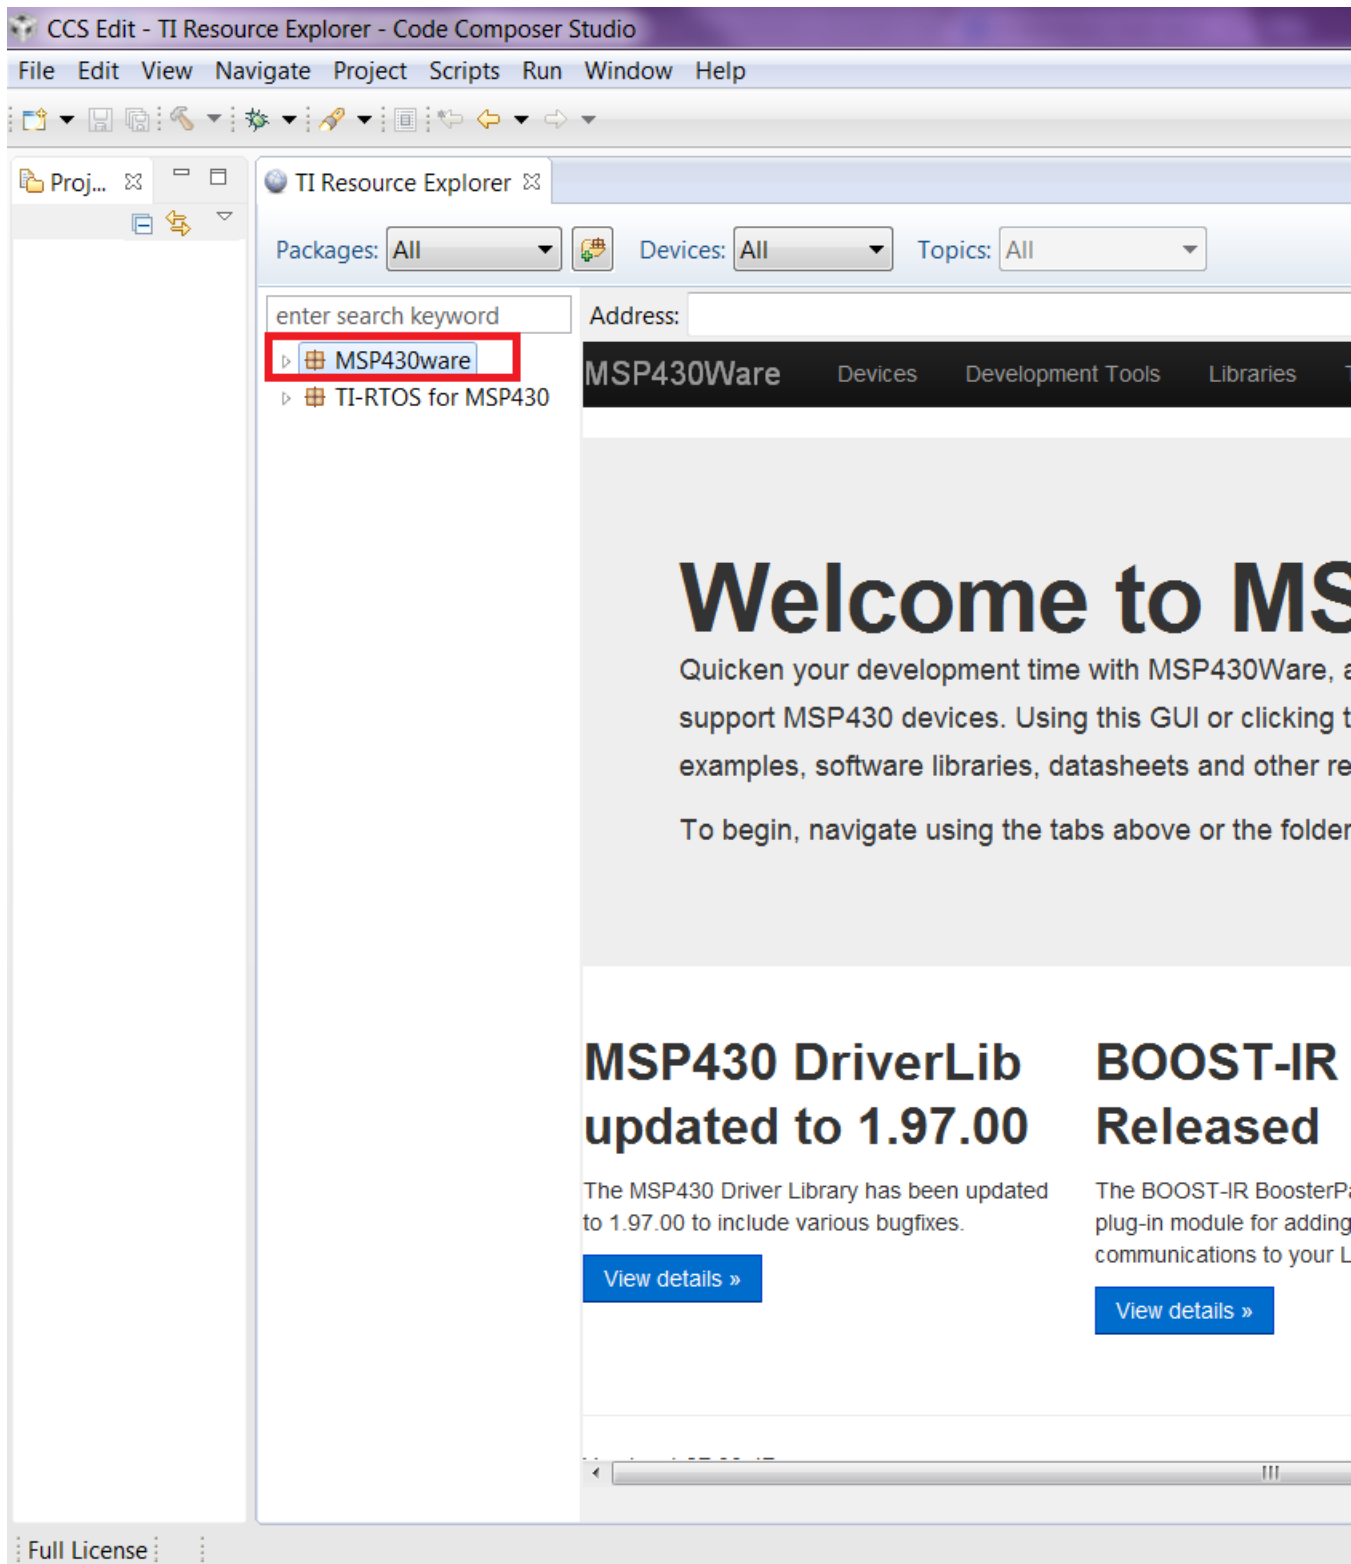 CCS Edit - TI Resource Explorer - Code Composer Studio
File Edit View Navigate Project Scripts Run Window Help
Proj...
TI Resource Explorer
Packages: All Devices: All Topics: All
enter search keyword
Address:
MSP430ware
TI-RTOS for MSP430
MSP430Ware Devices Development Tools Libraries
Welcome to MS
Quicken your development time with MSP430Ware, a
support MSP430 devices. Using this GUI or clicking t
examples, software libraries, datasheets and other re
To begin, navigate using the tabs above or the folder
MSP430 DriverLib
updated to 1.97.00
The MSP430 Driver Library has been updated
to 1.97.00 to include various bugfixes.
View details »
BOOST-IR
Released
The BOOST-IR BoosterPa
plug-in module for adding
communications to your L
View details »
Full License